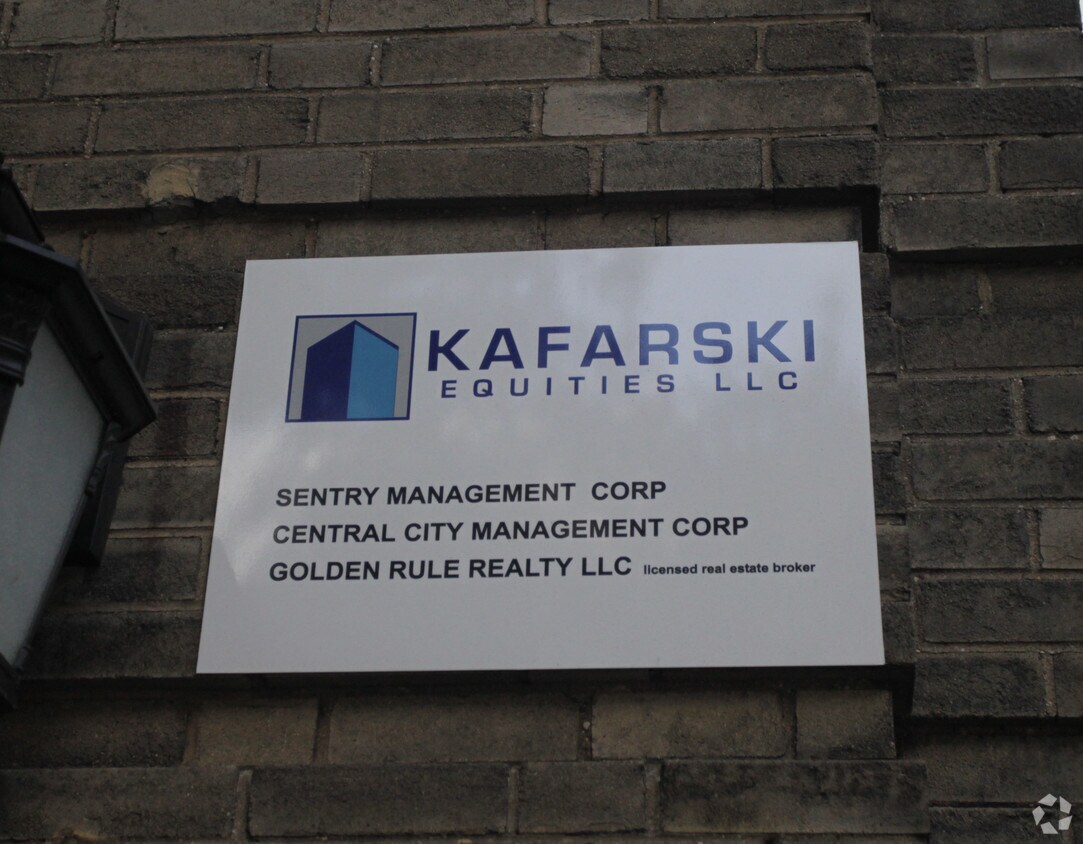 KAFARSKI
EQUITIES LLC
SENTRY MANAGEMENT CORP
CENTRAL CITY MANAGEMENT CORP
GOLDEN RULE REALTY LLC licensed real estate broker